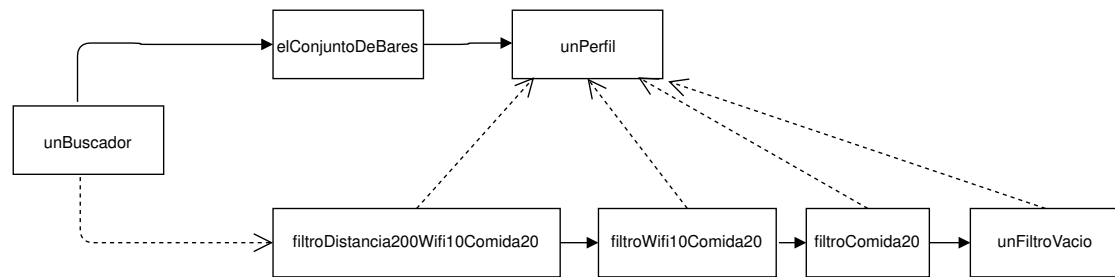 elConjuntoDeBares
unPerfil
unBuscador
filtroDistancia200Wifi10Comida20
filtroWifi10Comida20
filtroComida20
unFiltroVacio